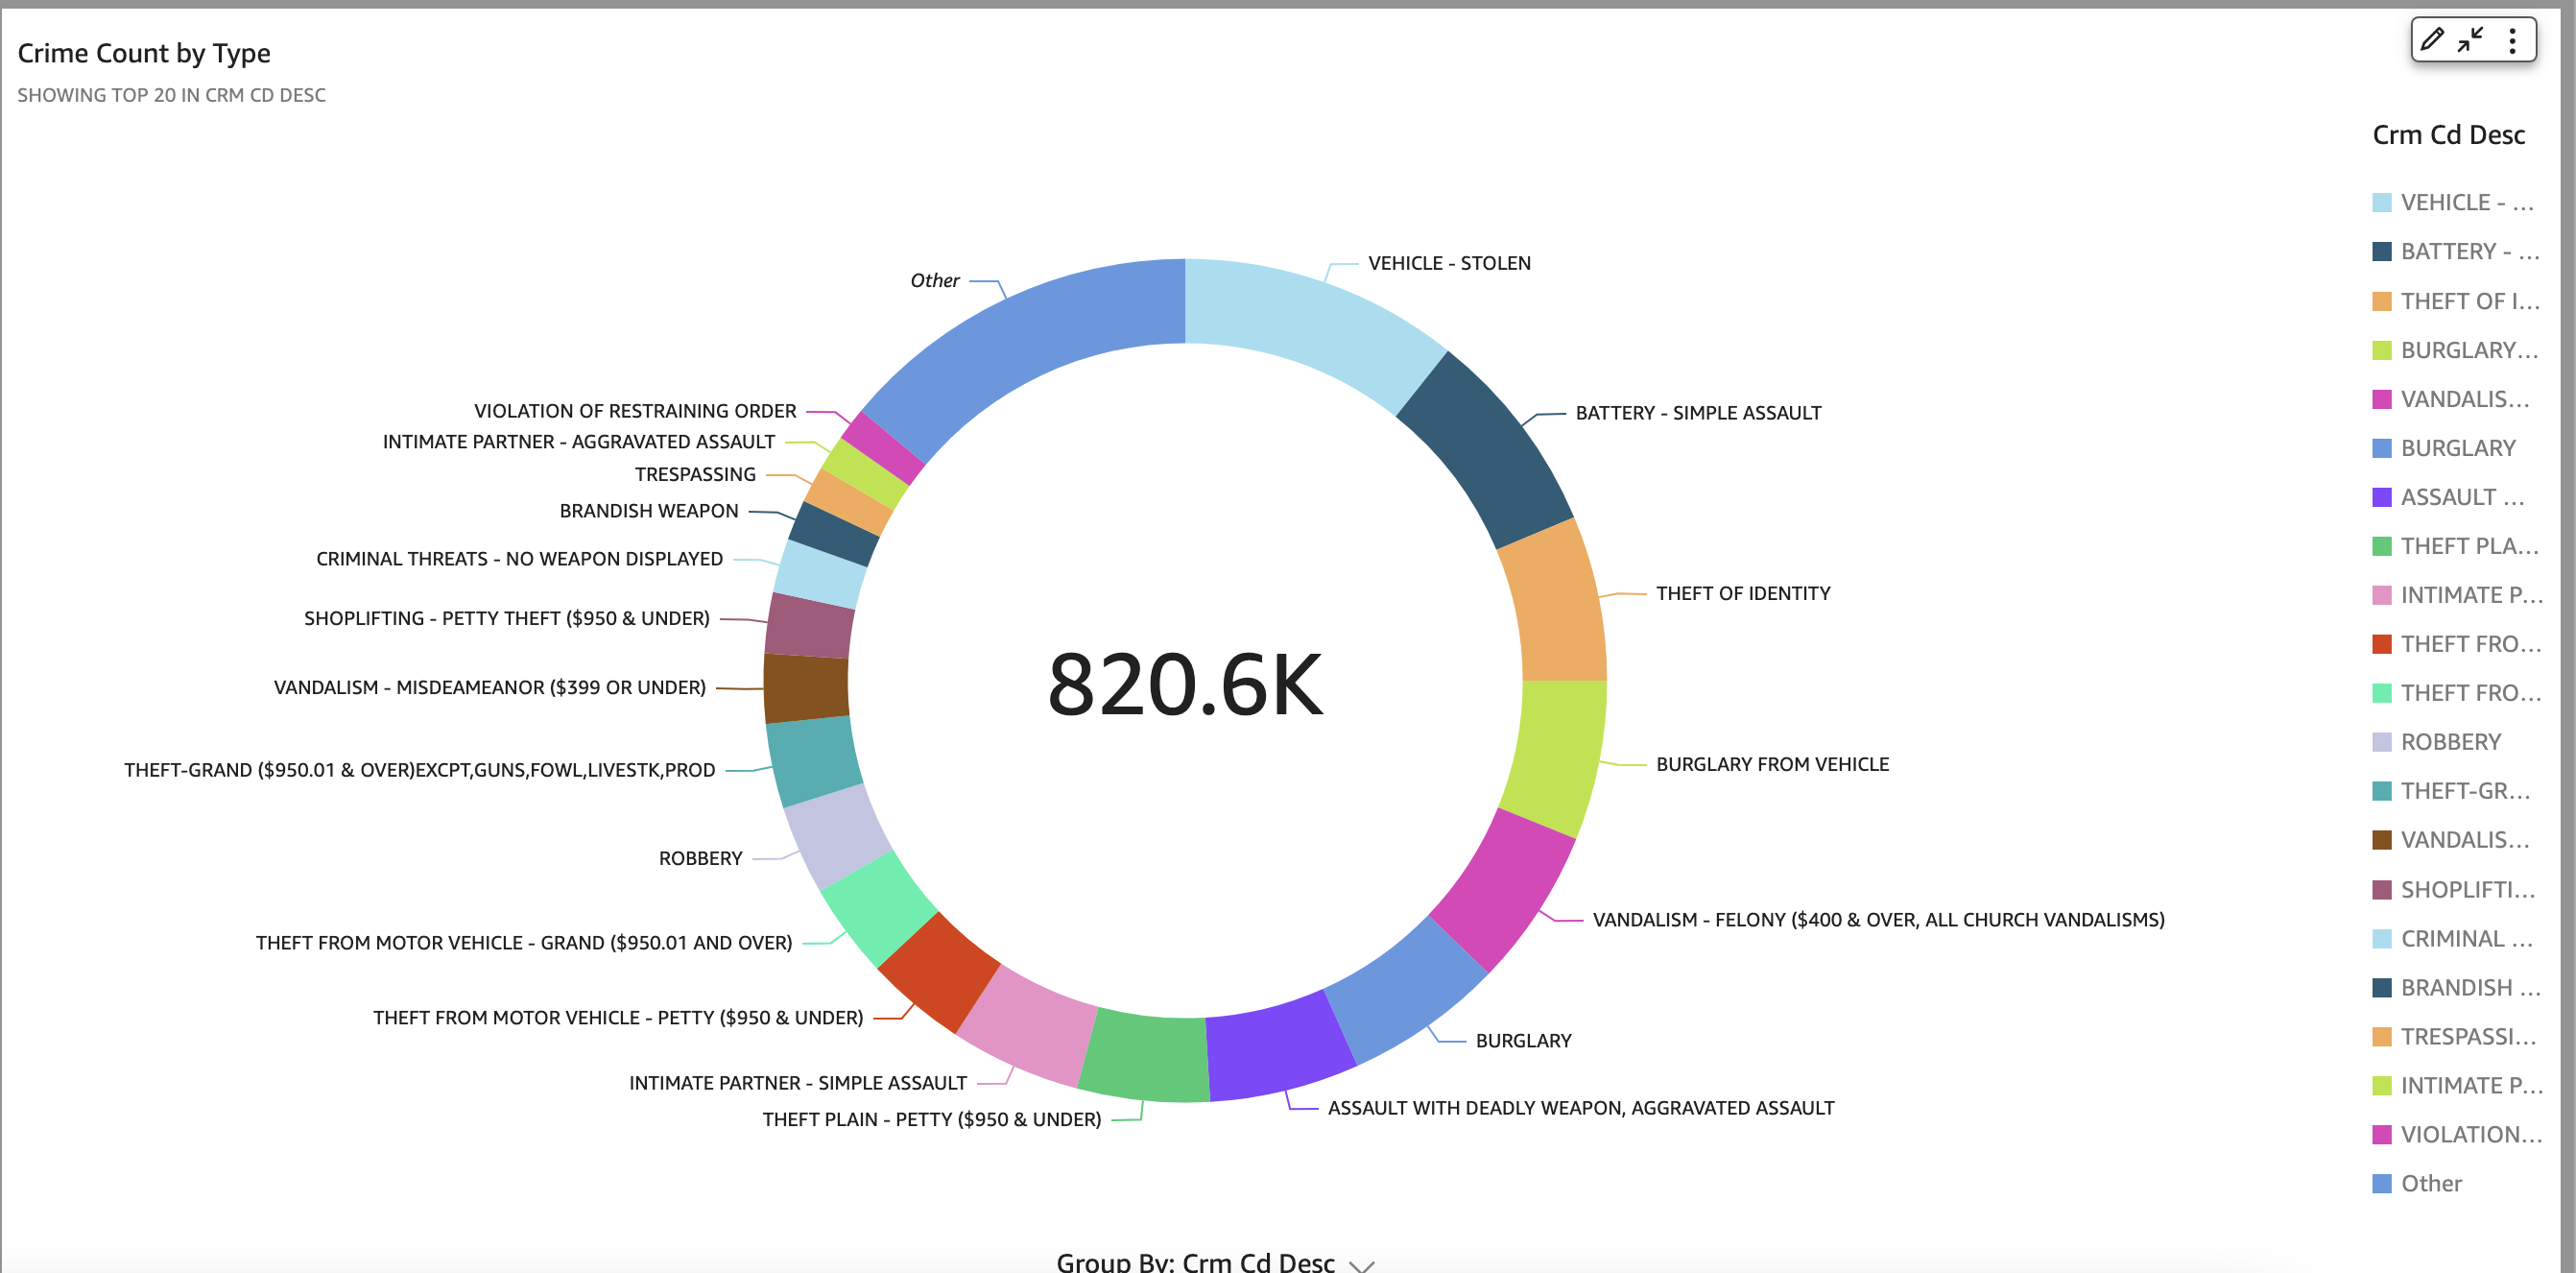 Crime Count by Type
SHOWING TOP 20 IN CRM CD DESC
Other
VEHICLE - STOLEN
VIOLATION OF RESTRAINING ORDER
BATTERY - SIMPLE ASSAULT
INTIMATE PARTNER - AGGRAVATED ASSAULT
TRESPASSING
BRANDISH WEAPON
CRIMINAL THREATS - NO WEAPON DISPLAYED
THEFT OF IDENTITY
SHOPLIFTING - PETTY THEFT ($950 & UNDER)
820.6K
VANDALISM - MISDEAMEANOR ($399 OR UNDER)
BURGLARY FROM VEHICLE
THEFT-GRAND ($950.01 & OVER)EXCPT,GUNS,FOWL,LIVESTK,PROD
ROBBERY
VANDALISM - FELONY ($400 & OVER, ALL CHURCH VANDALISMS)
THEFT FROM MOTOR VEHICLE - GRAND ($950.01 AND OVER)
THEFT FROM MOTOR VEHICLE - PETTY ($950 & UNDER)
BURGLARY
INTIMATE PARTNER - SIMPLE ASSAULT
ASSAULT WITH DEADLY WEAPON, AGGRAVATED ASSAULT
THEFT PLAIN - PETTY ($950 & UNDER)
Crm Cd Desc
VEHICLE - ...
BATTERY - ...
THEFT OF I...
BURGLARY...
VANDALIS...
BURGLARY
ASSAULT ...
THEFT PLA...
INTIMATE P...
THEFT FRO...
THEFT FRO...
ROBBERY
THEFT-GR...
VANDALIS...
SHOPLIFTI...
CRIMINAL ...
BRANDISH ...
TRESPASSI...
INTIMATE P...
VIOLATION...
Other
Group By: Crm Cd Desc